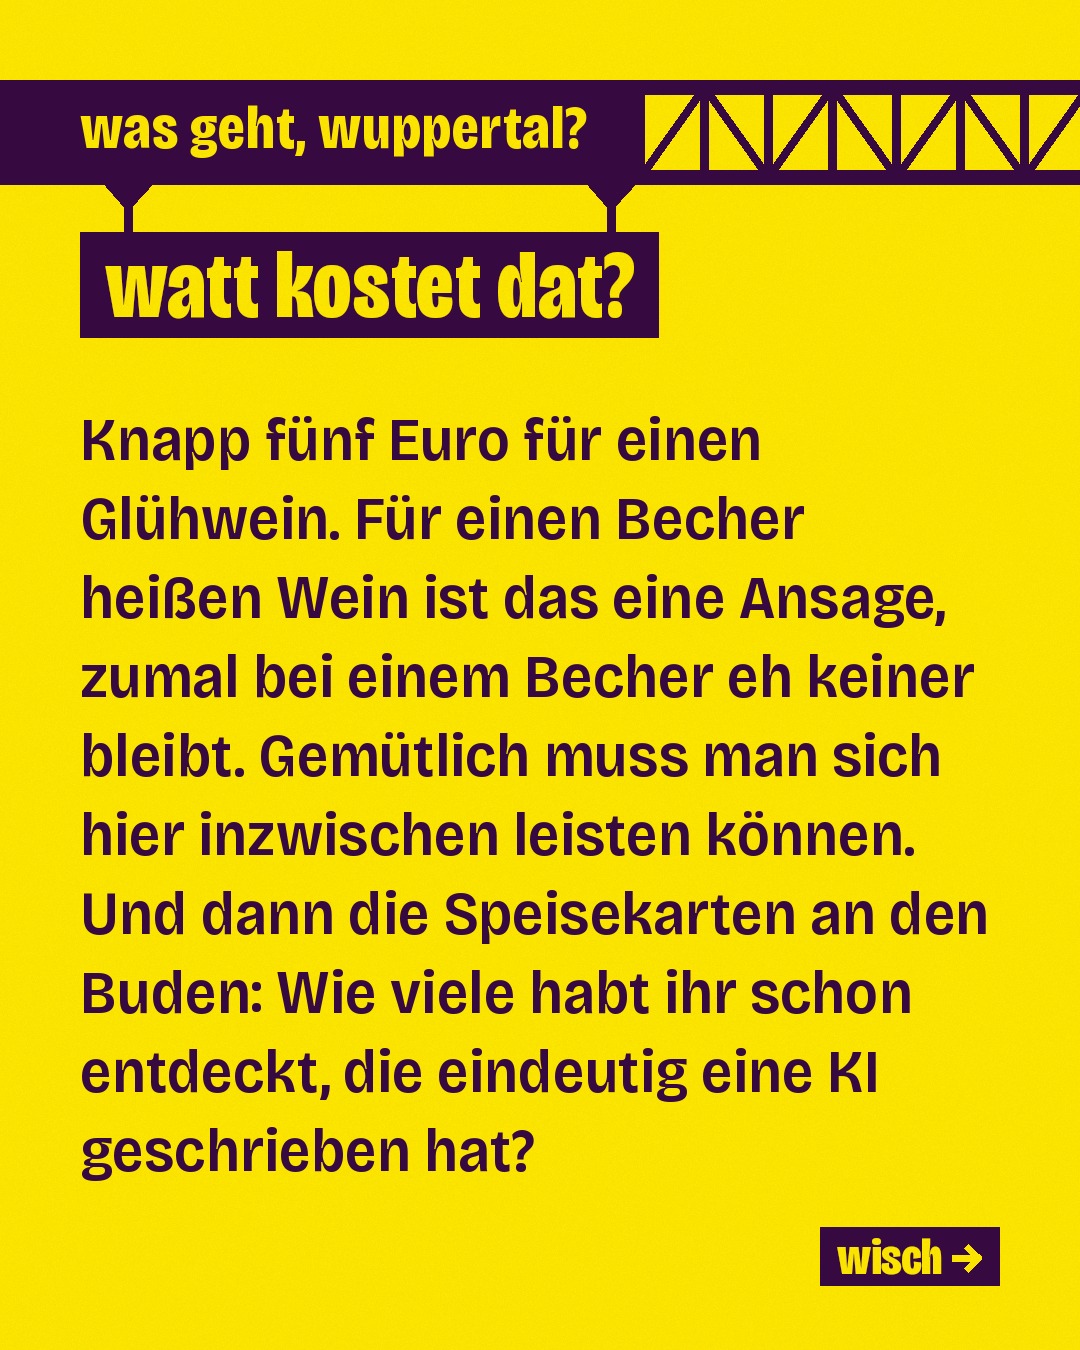 was geht, wuppertal?
watt kostet dat?
Knapp fünf Euro für einen
Glühwein. Für einen Becher
heißen Wein ist das eine Ansage,
zumal bei einem Becher eh keiner
bleibt. Gemütlich muss man sich
hier inzwischen leisten können.
Und dann die Speisekarten an den
Buden: Wie viele habt ihr schon
entdeckt, die eindeutig eine KI
geschrieben hat?
wisch →